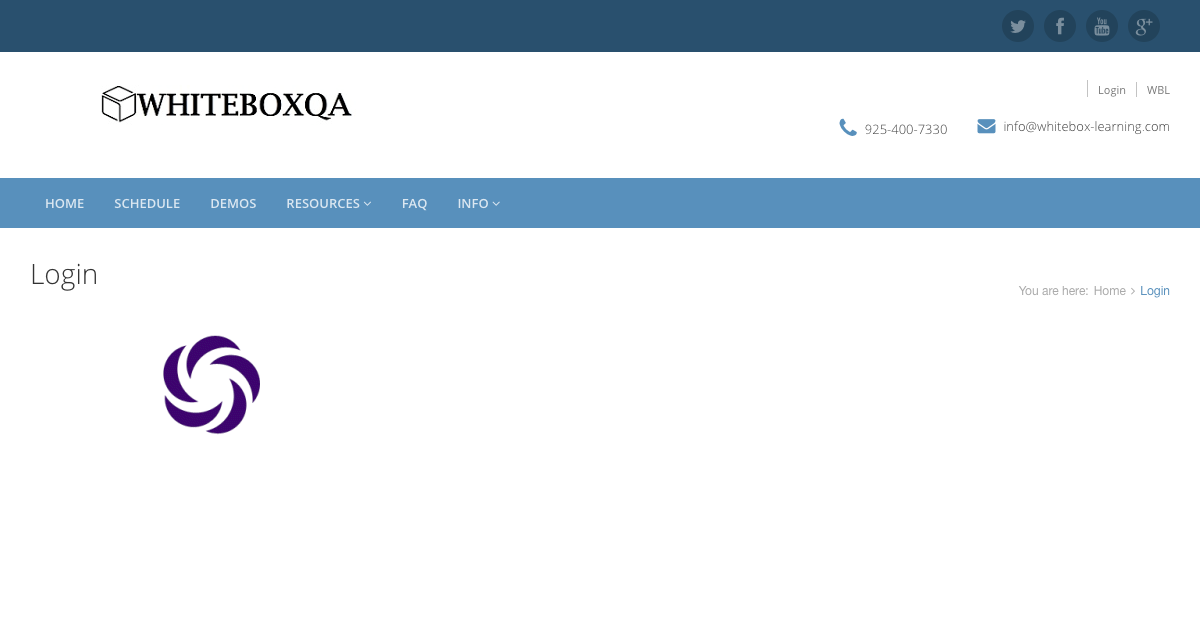 You
Tube
g+
Login
WBL
WHITEBOXQA
925-400-7330
info@whitebox-learning.com
HOME
SCHEDULE
DEMOS
RESOURCES
FAQ
INFO
Login
You are here: Home > Login